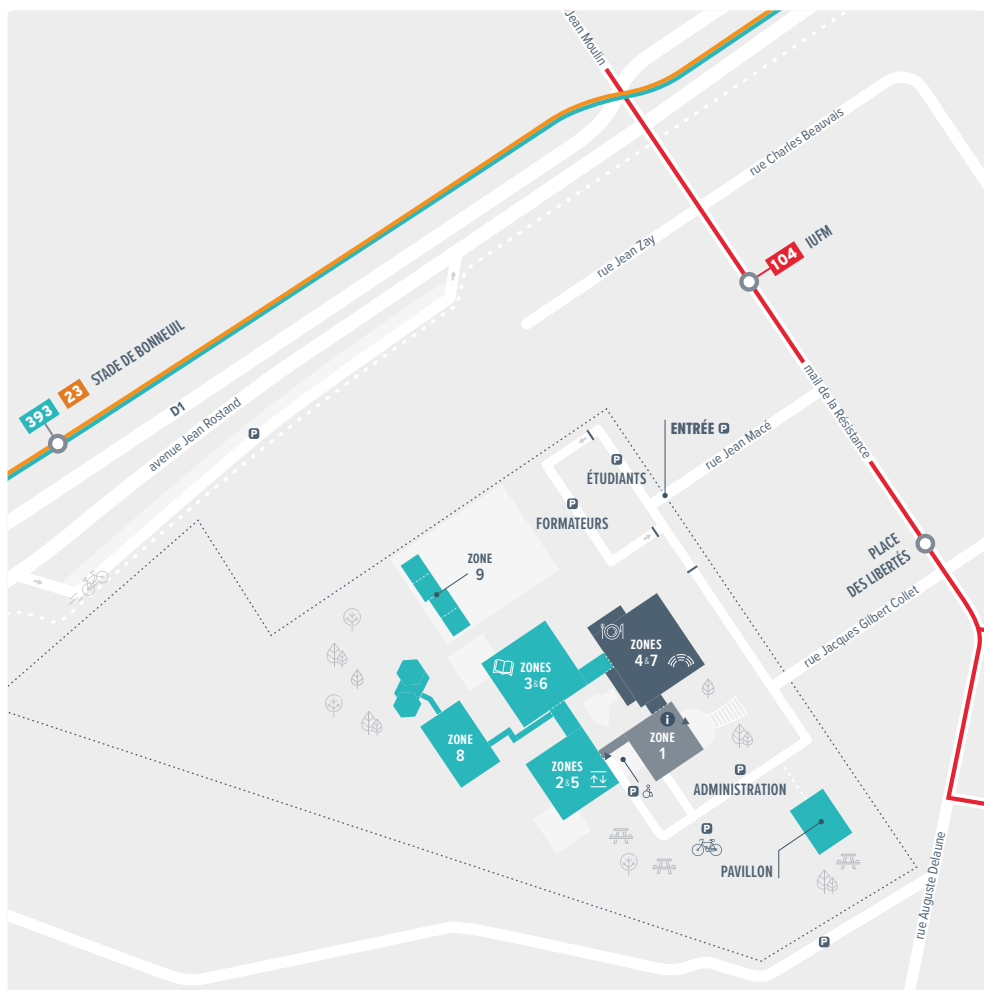 Jean Moulin
rue Charles Beauvais
rue Jean Zay
104 IUFM
393 23 STADE DE BONNEUIL
D1
avenue Jean Rostand
P
mail de la Résistance
ENTRÉE P
rue Jean Macé
P
ÉTUDIANTS
P
FORMATEURS
PLACE
DES LIBERTÉS
rue Jacques Gilbert Collet
ZONE
9
ZONES
4&7
ZONES
3&6
i
ZONE
1
ZONE
8
ZONES
2&5
P
P
ADMINISTRATION
P
PAVILLON
rue Auguste Delaune
P